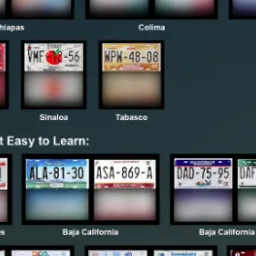 hiapas Colima
VMF 56 WPW-48-08
Sinaloa Tabasco
t Easy to Learn:
ALA-81-30 ASA-869-A DAD-75-95 DAF
es Baja California Baja California